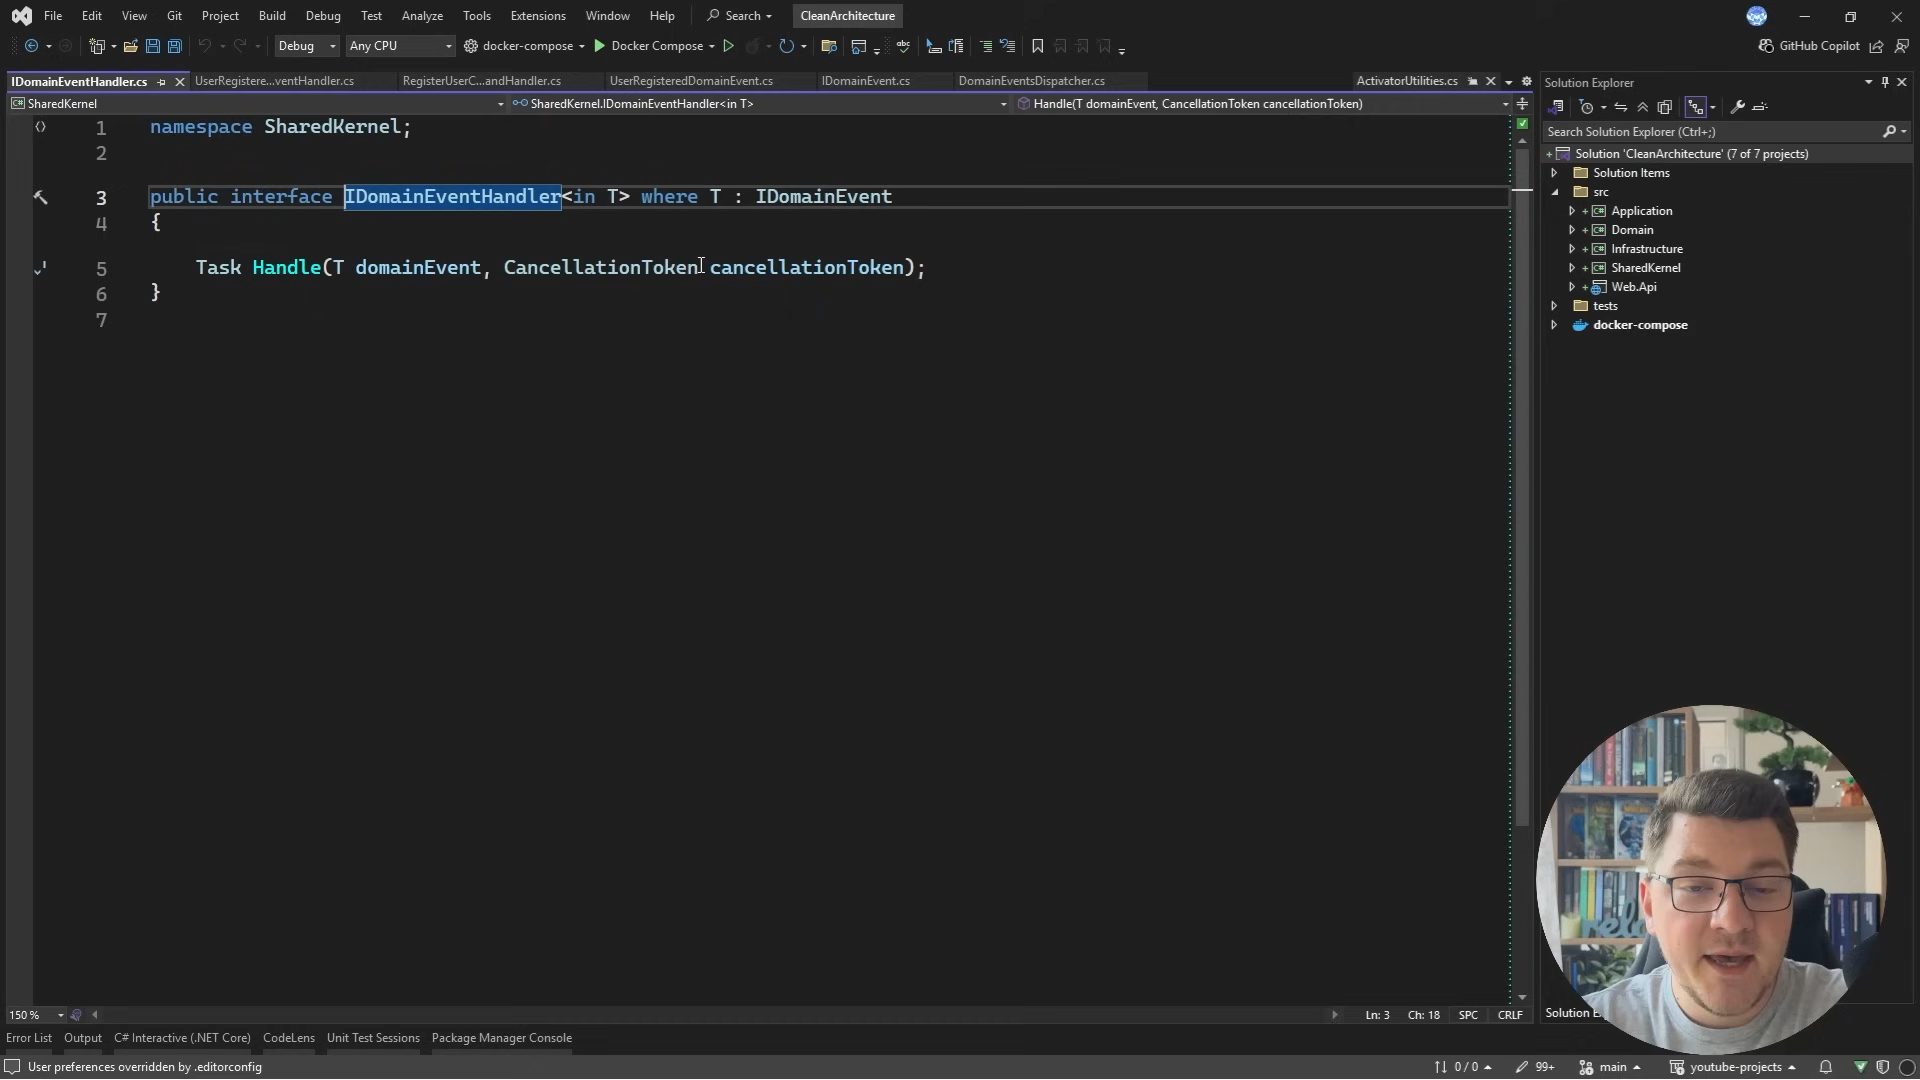 File Edit View Git Project Build Debug Test Analyze Tools Extensions Window Help Search CleanArchitecture
Debug Any CPU docker-compose Docker Compose GitHub Copilot
IDomainEventHandler.cs UserRegistere...ventHandler.cs RegisterUserC...andHandler.cs UserRegisteredDomainEvent.cs IDomainEvent.cs DomainEventsDispatcher.cs ActivatorUtilities.cs
SharedKernel SharedKernel.IDomainEventHandler<in T> Handle(T domainEvent, CancellationToken cancellationToken)
1 namespace SharedKernel;
2
3 public interface IDomainEventHandler<in T> where T : IDomainEvent
4 {
5 Task Handle(T domainEvent, CancellationToken cancellationToken);
6 }
7
Solution Explorer
Search Solution Explorer (Ctrl+;)
Solution 'CleanArchitecture' (7 of 7 projects)
Solution Items
src
Application
Domain
Infrastructure
SharedKernel
Web.Api
tests
docker-compose
150 % Ln: 3 Ch: 18 SPC CRLF
Error List Output C# Interactive (.NET Core) CodeLens Unit Test Sessions Package Manager Console
User preferences overridden by .editorconfig 0 / 0 99+ main youtube-projects